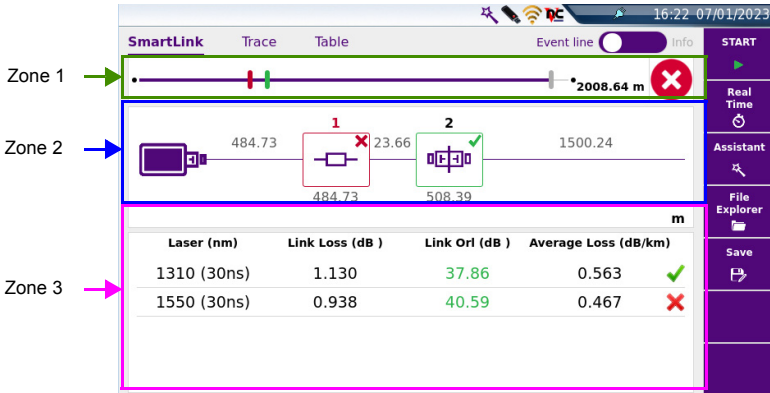 16:22 07/01/2023
SmartLink Trace Table Event line Info START
Zone 1
2008.64 m
Real
Time
Zone 2
1 2
484.73 23.66 1500.24
Assistant
484.73 508.39
File
Explorer
m
Laser (nm) Link Loss (dB ) Link Orl (dB ) Average Loss (dB/km)
Save
1310 (30ns) 1.130 37.86 0.563
Zone 3
1550 (30ns) 0.938 40.59 0.467